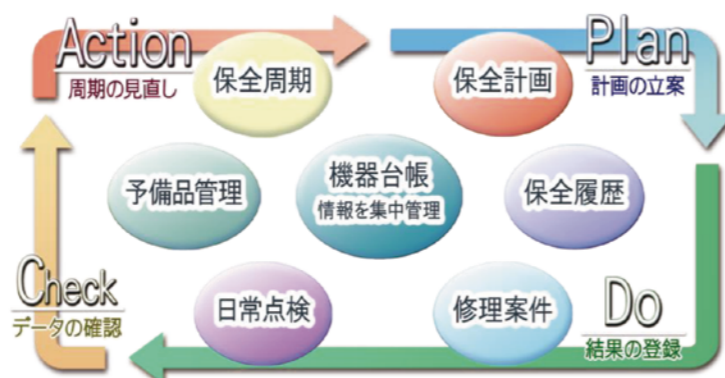 Action
周期の見直し
保全周期
保全計画
Plan
計画の立案
予備品管理
機器台帳
情報を集中管理
保全履歴
Check
データの確認
日常点検
修理案件
Do
結果の登録